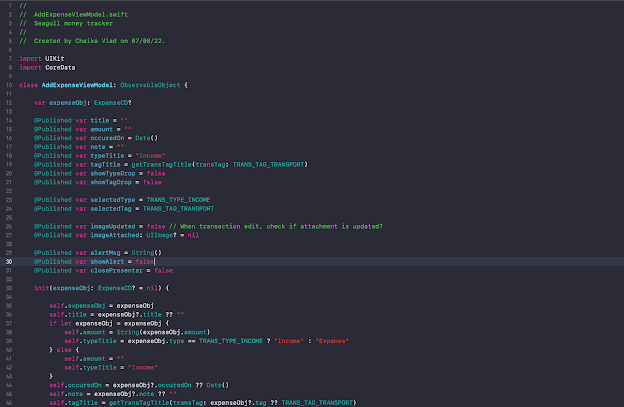 1 //
2 // AddExpenseViewModel.swift
3 // Seagull money tracker
4 //
5 // Created by Chaika Vlad on 07/08/22.
6
7 import UIKit
8 import CoreData
9
10 class AddExpenseViewModel: ObservableObject {
11
12 var expenseObj: ExpenseCD?
13
14 @Published var title = ""
15 @Published var amount = ""
16 @Published var occuredOn = Date()
17 @Published var note = ""
18 @Published var typeTitle = "Income"
19 @Published var tagTitle = getTransTagTitle(transTag: TRANS_TAG_TRANSPORT)
20 @Published var showTypeDrop = false
21 @Published var showTagDrop = false
22
23 @Published var selectedType = TRANS_TYPE_INCOME
24 @Published var selectedTag = TRANS_TAG_TRANSPORT
25
26 @Published var imageUpdated = false // When transaction edit, check if attachment is updated?
27 @Published var imageAttached: UIImage? = nil
28
29 @Published var alertMsg = String()
30 @Published var showAlert = false
31 @Published var closePresenter = false
32
33 init(expenseObj: ExpenseCD? = nil) {
34
35 self.expenseObj = expenseObj
36 self.title = expenseObj?.title ?? ""
37 if let expenseObj = expenseObj {
38 self.amount = String(expenseObj.amount)
39 self.typeTitle = expenseObj.type == TRANS_TYPE_INCOME ? "Income" : "Expense"
40 } else {
41 self.amount = ""
42 self.typeTitle = "Income"
43 }
44 self.occuredOn = expenseObj?.occuredOn ?? Date()
45 self.note = expenseObj?.note ?? ""
46 self.tagTitle = getTransTagTitle(transTag: expenseObj?.tag ?? TRANS_TAG_TRANSPORT)